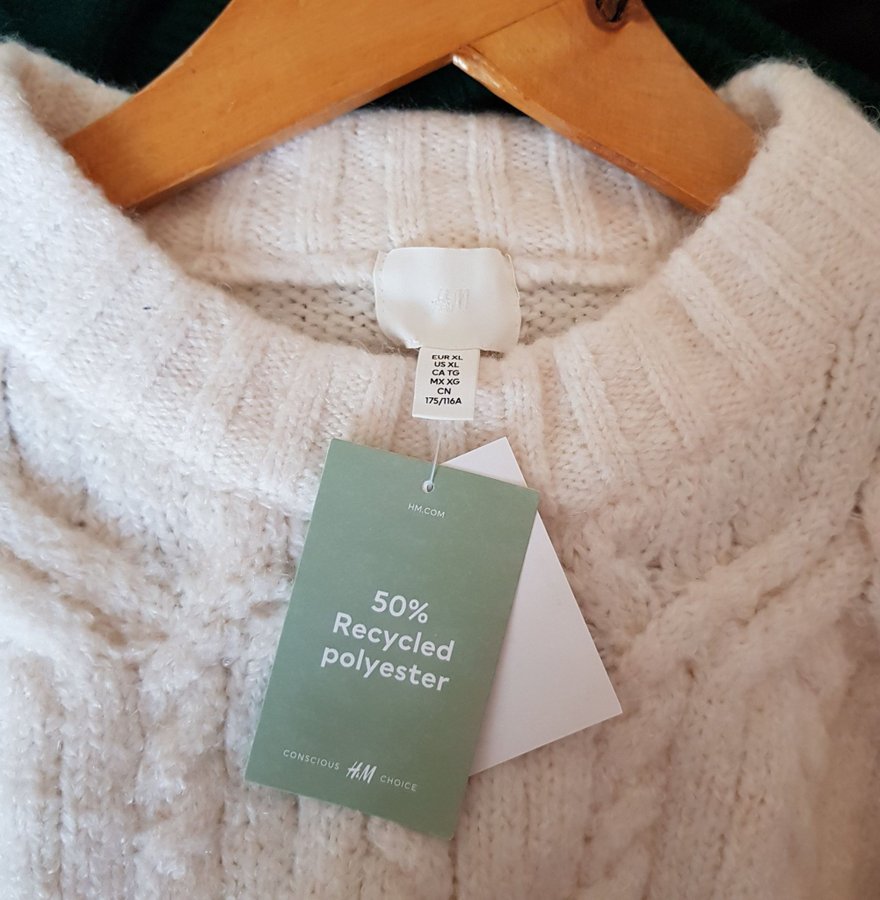 H&M
EUR XL
US XL
CA TG
MX XG
CN
175/116A
HM.COM
50%
Recycled
polyester
CONSCIOUS H&M CHOICE